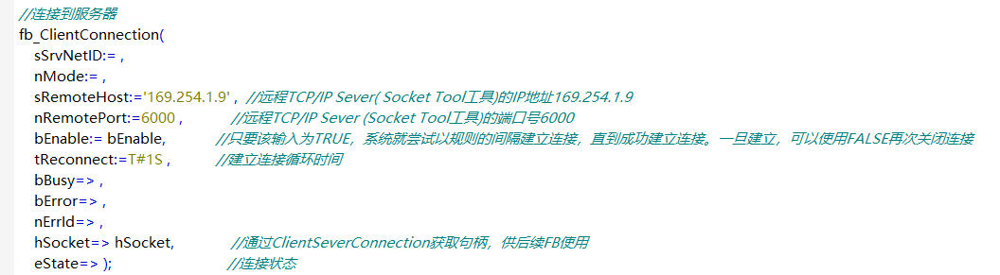 //连接到服务器
fb_ClientConnection(
sSrvNetID:= ,
nMode:= ,
sRemoteHost:='169.254.1.9' , //远程TCP/IP Sever( Socket Tool工具)的IP地址169.254.1.9
nRemotePort:=6000 , //远程TCP/IP Sever (Socket Tool工具)的端口号6000
bEnable:= bEnable, //只要该输入为TRUE，系统就尝试以规则的间隔建立连接，直到成功建立连接。一旦建立，可以使用FALSE再次关闭连接
tReconnect:=T#1S , //建立连接循环时间
bBusy=> ,
bError=> ,
nErrId=> ,
hSocket=> hSocket, //通过ClientSeverConnection获取句柄，供后续FB使用
eState=> ); //连接状态